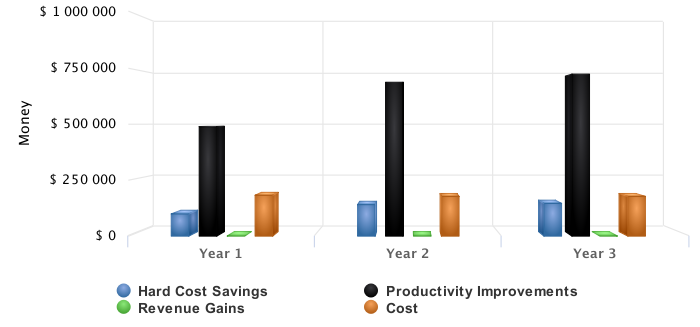 $ 1 000 000
$ 750 000
$ 500 000
$ 250 000
$ 0
Money
Year 1
Year 2
Year 3
Hard Cost Savings
Productivity Improvements
Revenue Gains
Cost